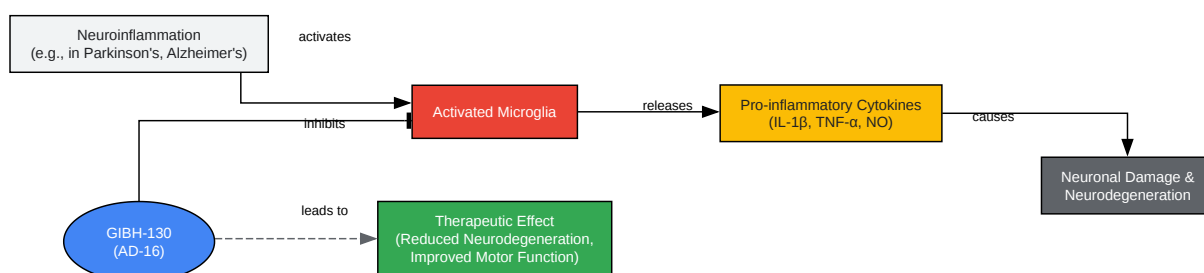 Neuroinflammation
(e.g., in Parkinson's, Alzheimer's)
activates
Activated Microglia
releases
Pro-inflammatory Cytokines
(IL-1β, TNF-α, NO)
causes
inhibits
Neuronal Damage &
Neurodegeneration
GIBH-130
(AD-16)
leads to
Therapeutic Effect
(Reduced Neurodegeneration,
Improved Motor Function)